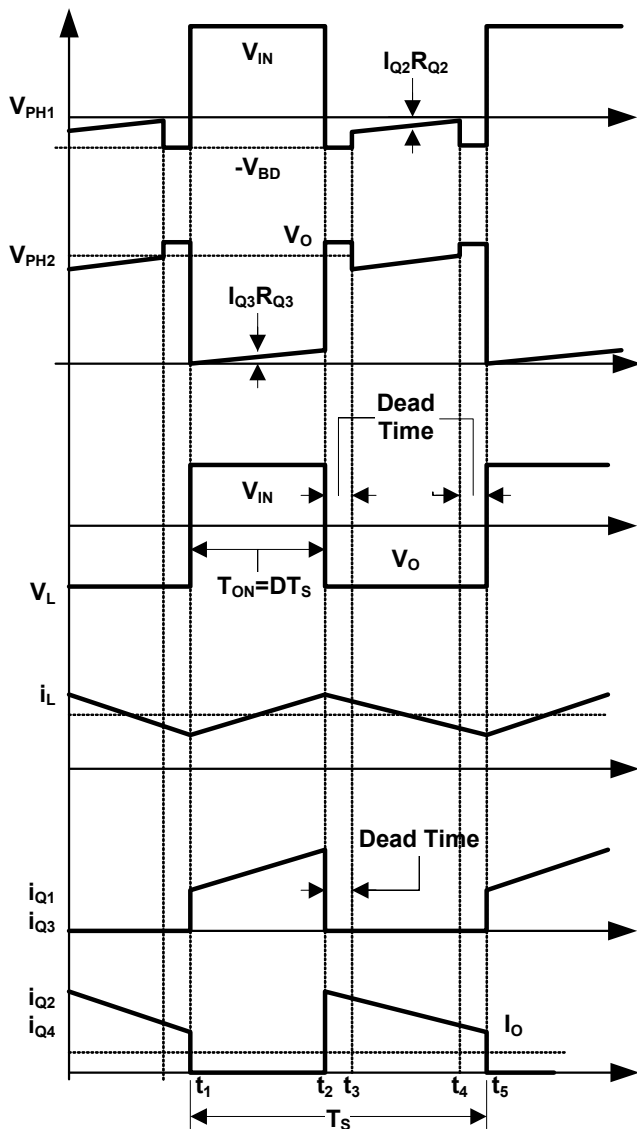 V_IN
I_Q2R_Q2
V_PH1
-V_BD
V_O
V_PH2
I_Q3R_Q3
Dead
Time
V_IN
V_O
T_ON=DT_S
V_L
i_L
Dead Time
i_Q1
i_Q3
i_Q2
i_Q4
I_O
t_1
t_2
t_3
t_4
t_5
T_S